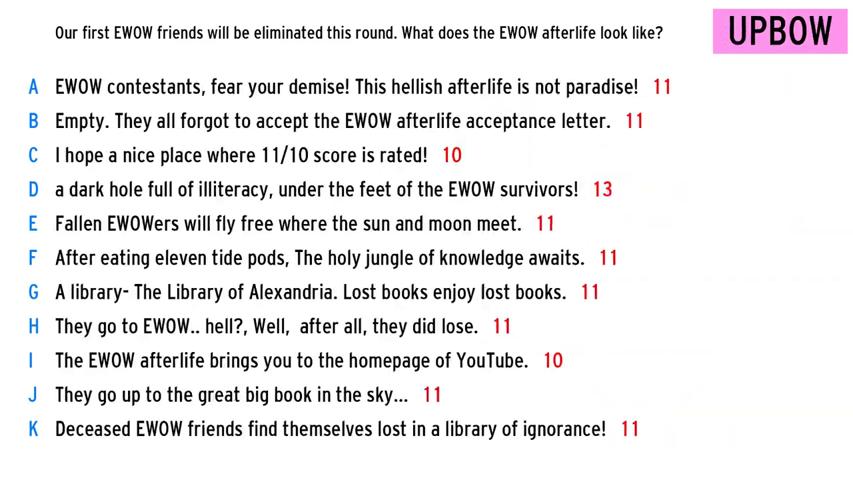 Our first EWOW friends will be eliminated this round. What does the EWOW afterlife look like?
UPBOW
A EWOW contestants, fear your demise! This hellish afterlife is not paradise! 11
B Empty. They all forgot to accept the EWOW afterlife acceptance letter. 11
C I hope a nice place where 11/10 score is rated! 10
D a dark hole full of illiteracy, under the feet of the EWOW survivors! 13
E Fallen EWOWers will fly free where the sun and moon meet. 11
F After eating eleven tide pods, The holy jungle of knowledge awaits. 11
G A library- The Library of Alexandria. Lost books enjoy lost books. 11
H They go to EWOW.. hell?, Well, after all, they did lose. 11
I The EWOW afterlife brings you to the homepage of YouTube. 10
J They go up to the great big book in the sky... 11
K Deceased EWOW friends find themselves lost in a library of ignorance! 11